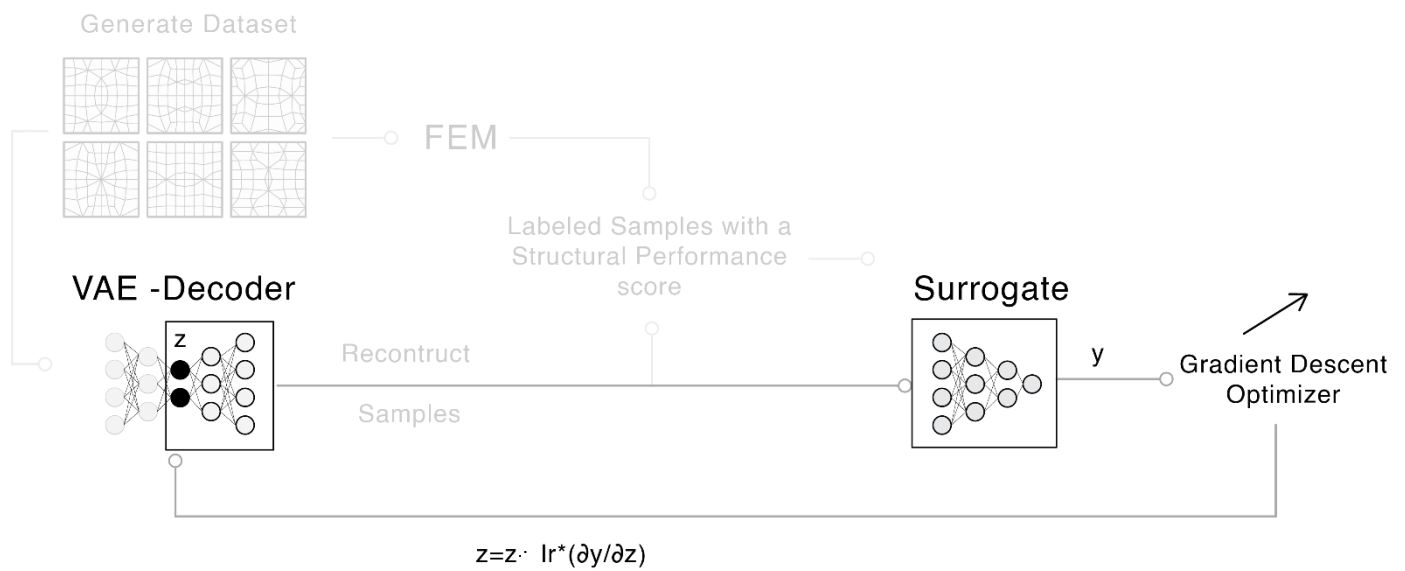 Generate Dataset
FEM
Labeled Samples with a
Structural Performance
score
VAE -Decoder
z
Recontruct
Samples
Surrogate
y
Gradient Descent
Optimizer
z=z-· lr*(∂y/∂z)